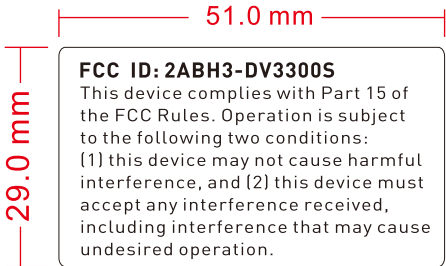 51.0 mm
29.0 mm
FCC ID: 2ABH3-DV3300S
This device complies with Part 15 of
the FCC Rules. Operation is subject
to the following two conditions:
(1) this device may not cause harmful
interference, and (2) this device must
accept any interference received,
including interference that may cause
undesired operation.